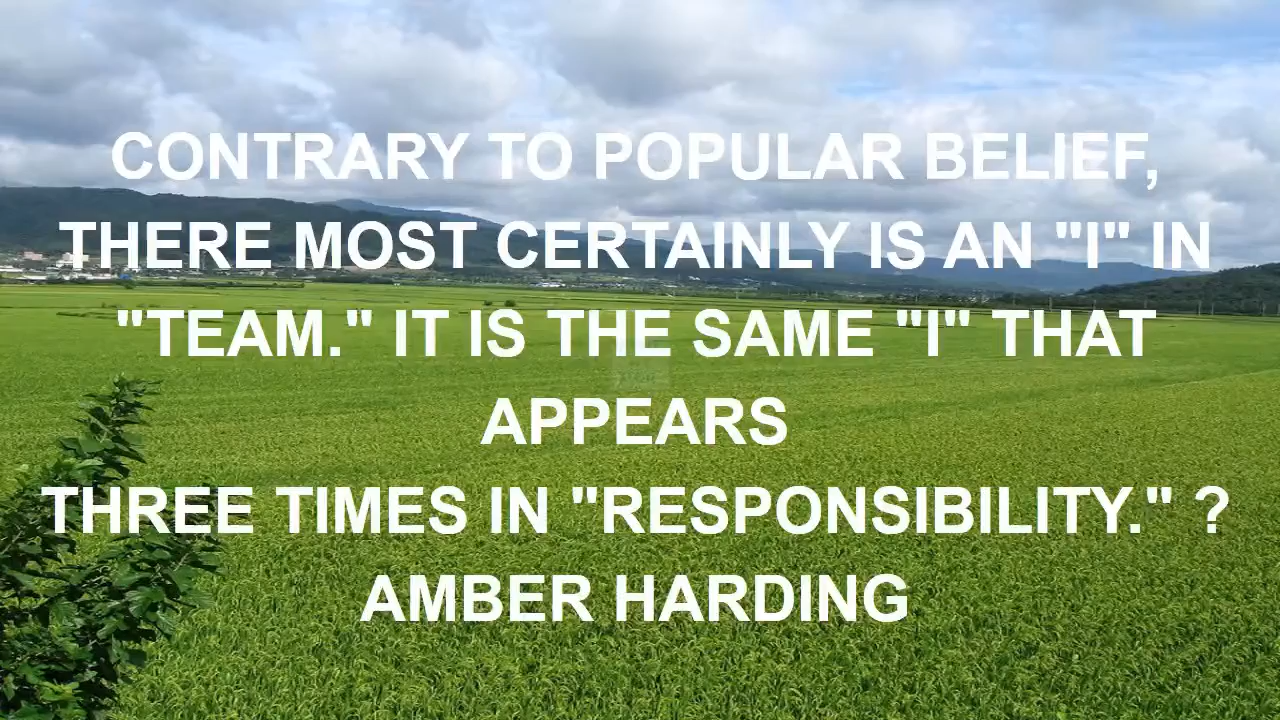 CONTRARY TO POPULAR BELIEF,
THERE MOST CERTAINLY IS AN "I" IN
"TEAM." IT IS THE SAME "I" THAT
APPEARS
THREE TIMES IN "RESPONSIBILITY." ?
AMBER HARDING